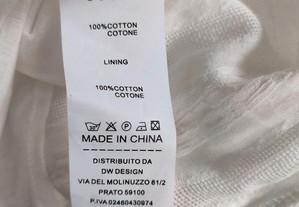 100%COTTON
COTONE
LINING
100%COTTON
COTONE
MADE IN CHINA
DISTRIBUITO DA
DW DESIGN
VIA DEL MOLINUZZO 81/2
PRATO 59100
P.IVA 02460430974